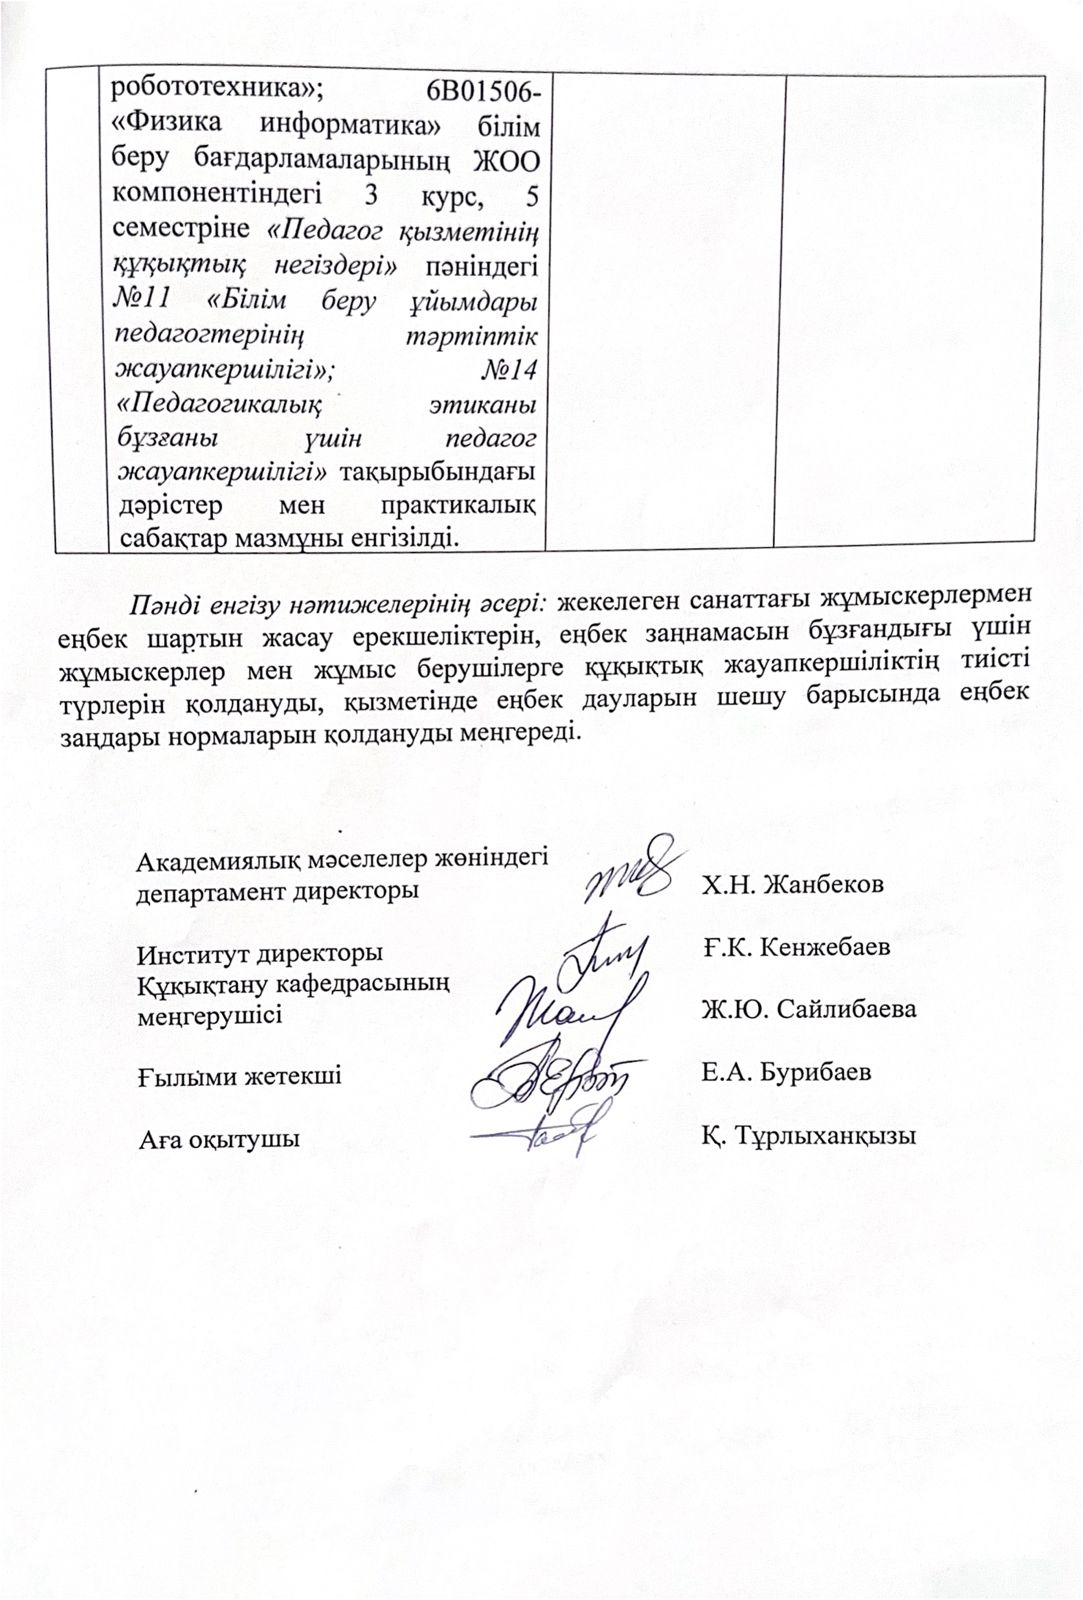 робототехника»; 6В01506-
«Физика информатика» білім
беру бағдарламаларының ЖОО
компонентіндегі 3 курс, 5
семестріне «Педагог қызметінің
құқықтық негіздері» пәніндегі
№11 «Білім беру ұйымдары
педагогтерінің тәртіптік
жауапкершілігі»; №14
«Педагогикалық этиканы
бұзғаны үшін педагог
жауапкершілігі» тақырыбындағы
дәрістер мен практикалық
сабақтар мазмұны енгізілді.
Пәнді енгізу нәтижелерінің әсері: жекелеген санаттағы жұмыскерлермен
еңбек шартын жасау ерекшеліктерін, еңбек заңнамасын бұзғандығы үшін
жұмыскерлер мен жұмыс берушілерге құқықтық жауапкершіліктің тиісті
түрлерін қолдануды, қызметінде еңбек дауларын шешу барысында еңбек
заңдары нормаларын қолдануды меңгереді.
Академиялық мәселелер жөніндегі
департамент директоры Х.Н. Жанбеков
Институт директоры Ғ.К. Кенжебаев
Құқықтану кафедрасының
меңгерушісі Ж.Ю. Сайлибаева
Ғылыми жетекші Е.А. Бурибаев
Аға оқытушы Қ. Тұрлыханқызы